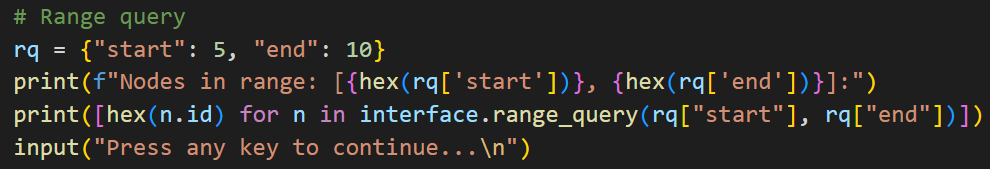 # Range query
rq = {"start": 5, "end": 10}
print(f"Nodes in range: [{hex(rq['start'])}, {hex(rq['end'])}]:")
print([hex(n.id) for n in interface.range_query(rq["start"], rq["end"])])
input("Press any key to continue...\n")